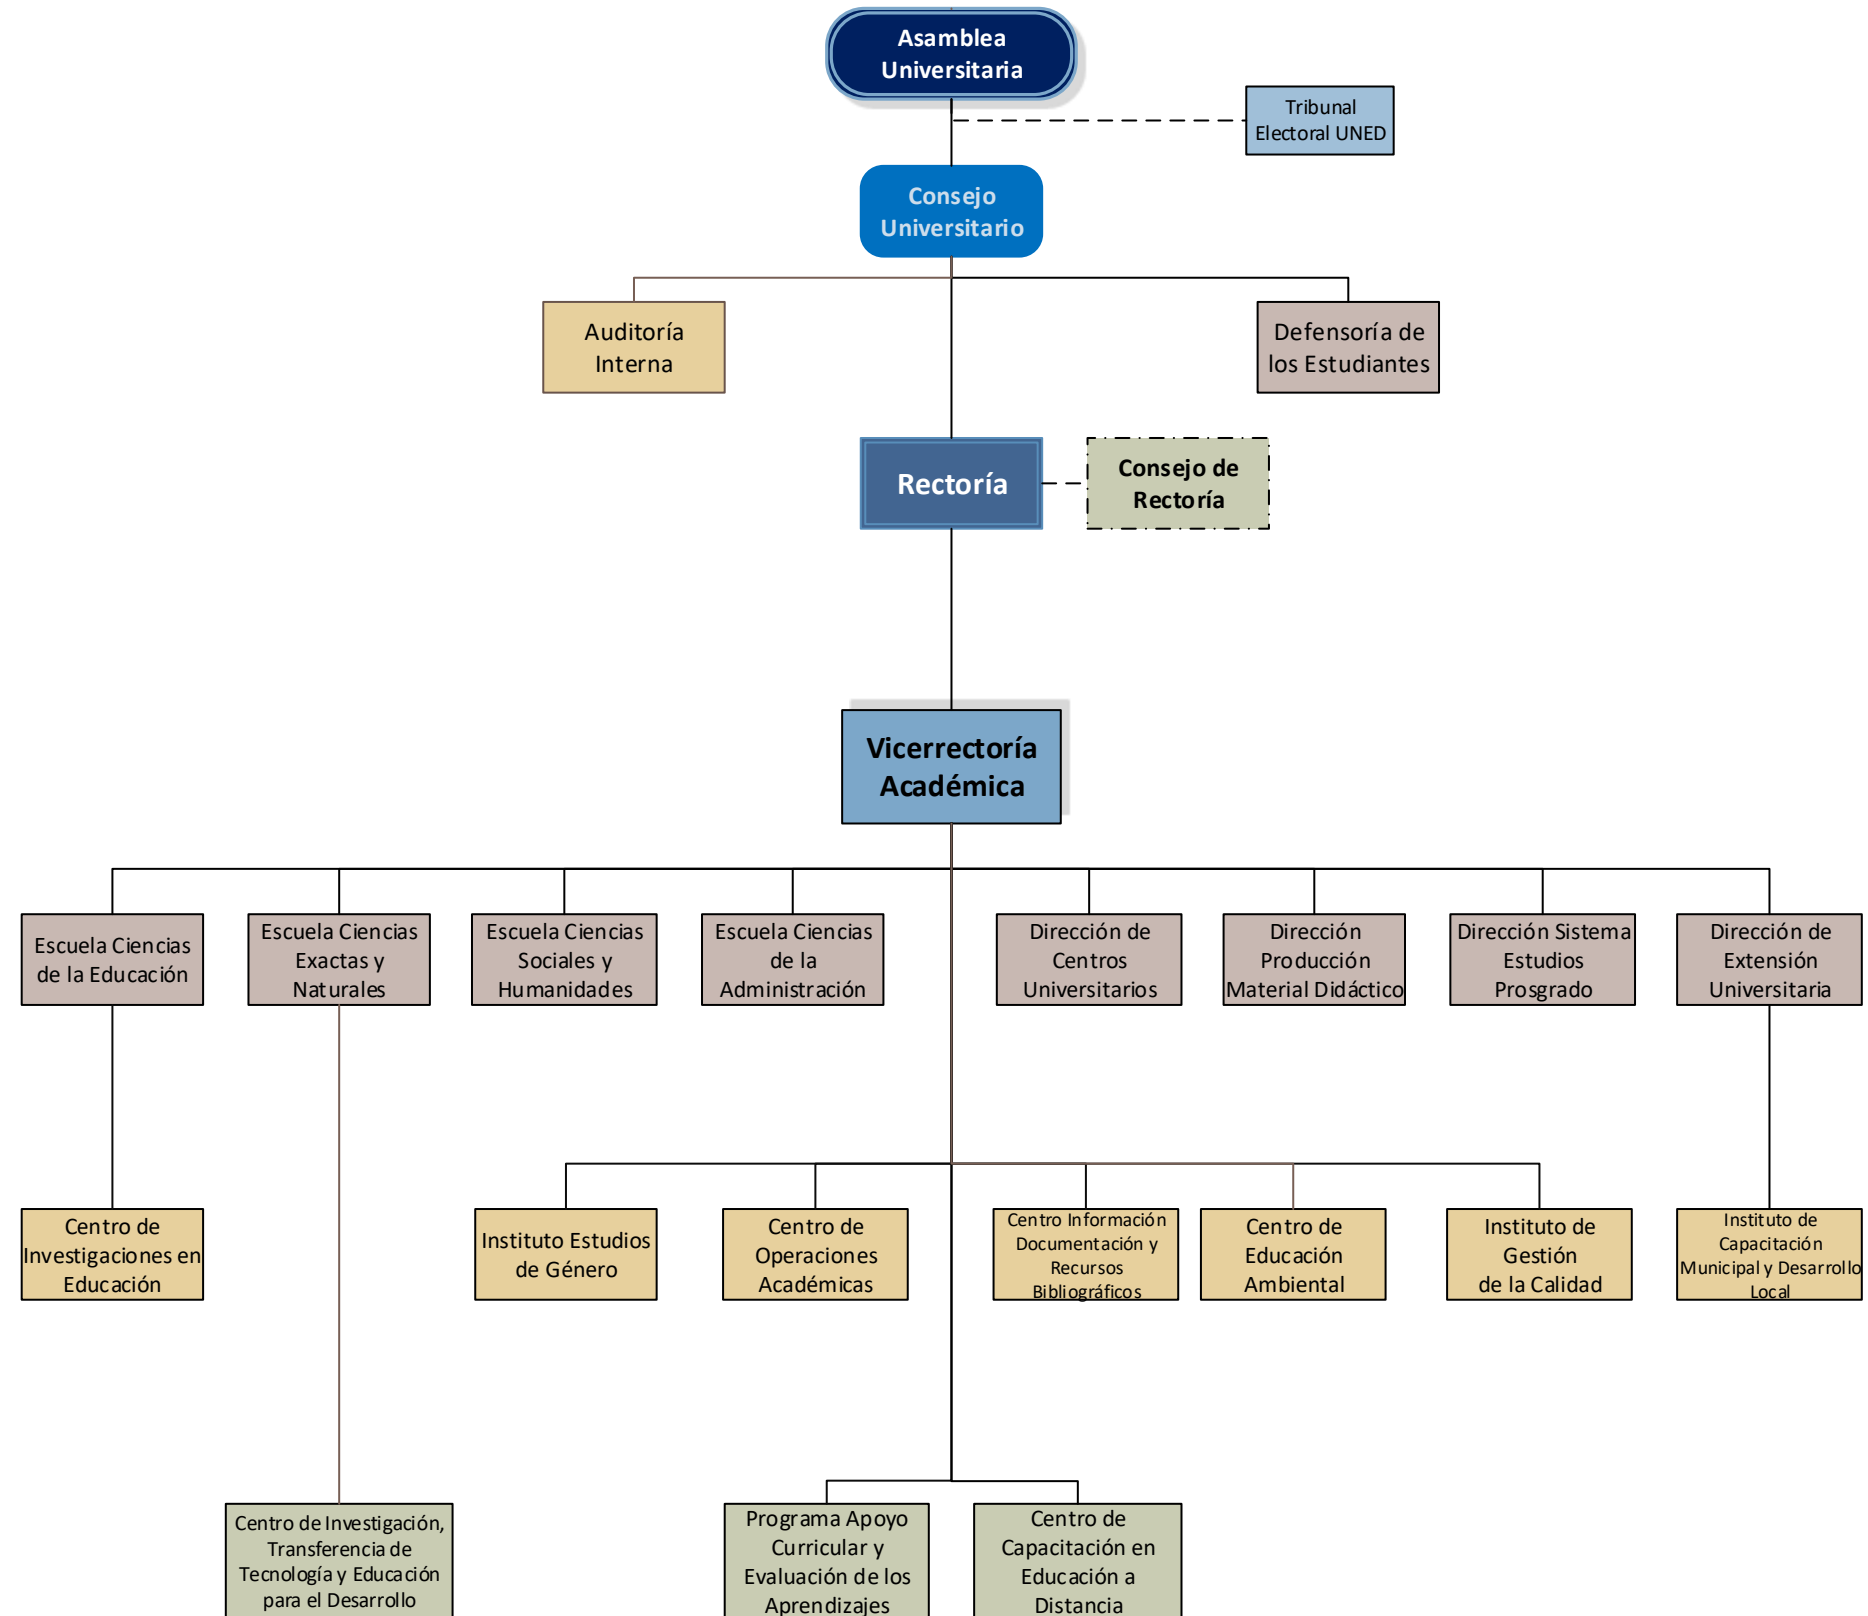 Asamblea
Universitaria
Tribunal
Electoral UNED
Consejo
Universitario
Auditoría
Interna
Defensoría de
los Estudiantes
Rectoría
Consejo de
Rectoría
Vicerrectoría
Académica
Escuela Ciencias
de la Educación
Escuela Ciencias
Exactas y
Naturales
Escuela Ciencias
Sociales y
Humanidades
Escuela Ciencias
de la
Administración
Dirección de
Centros
Universitarios
Dirección
Producción
Material Didáctico
Dirección Sistema
Estudios
Prosgrado
Dirección de
Extensión
Universitaria
Centro de
Investigaciones en
Educación
Instituto Estudios
de Género
Centro de
Operaciones
Académicas
Centro Información
Documentación y
Recursos
Bibliográficos
Centro de
Educación
Ambiental
Instituto de
Gestión
de la Calidad
Instituto de
Capacitación
Municipal y Desarrollo
Local
Centro de Investigación,
Transferencia de
Tecnología y Educación
para el Desarrollo
Programa Apoyo
Curricular y
Evaluación de los
Aprendizajes
Centro de
Capacitación en
Educación a
Distancia